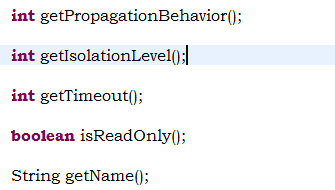 int getPropagationBehavior();
int getIsolationLevel();
int getTimeout();
boolean isReadOnly();
String getName();